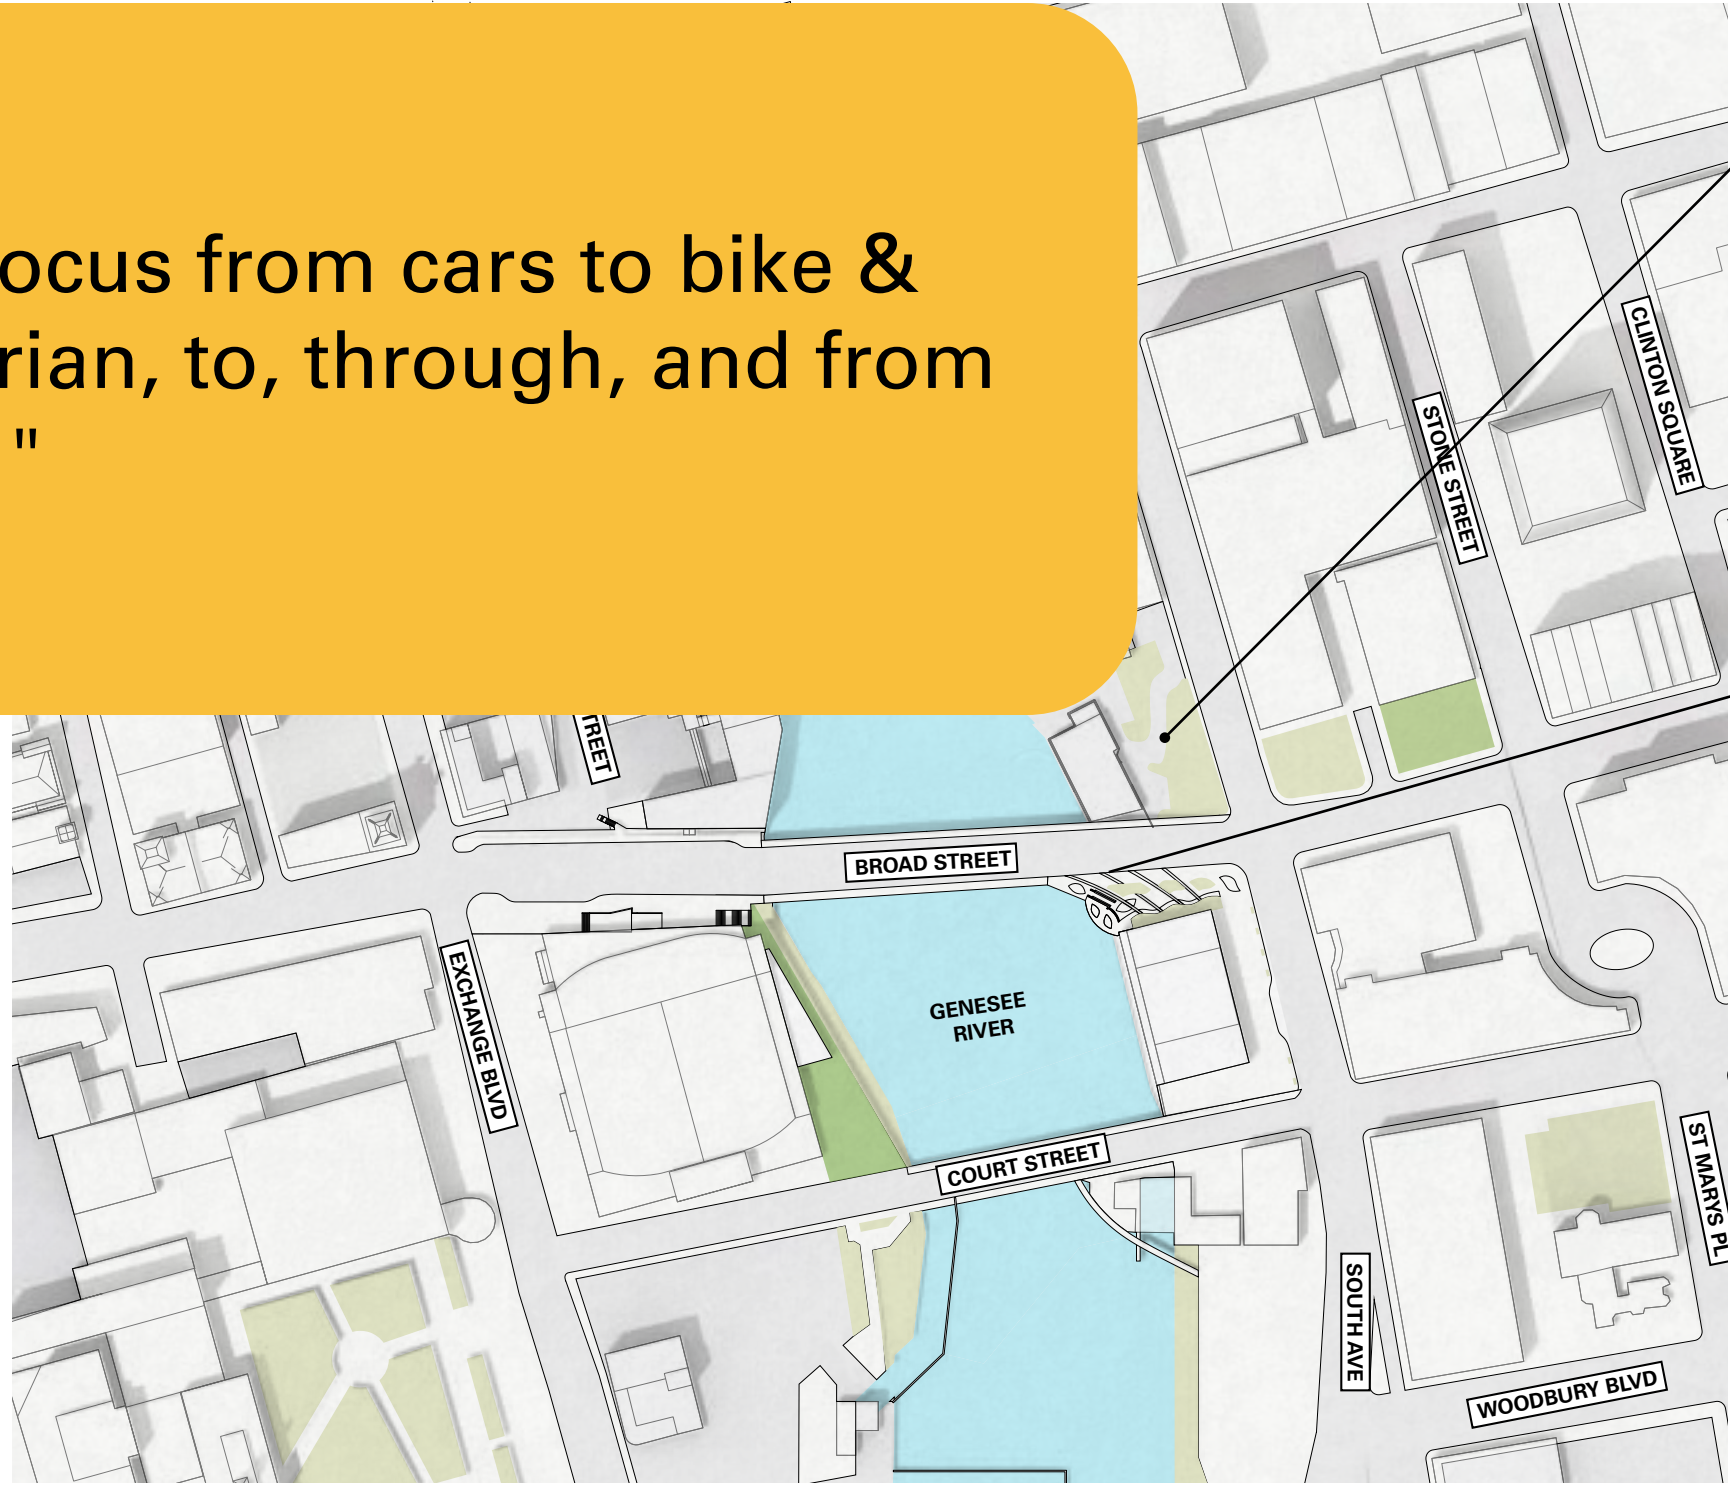 ocus from cars to bike &
rian, to, through, and from
"
CLINTON SQUARE
STONE STREET
TREET
BROAD STREET
EXCHANGE BLVD
GENESEE
RIVER
COURT STREET
ST MARYS PL
SOUTH AVE
WOODBURY BLVD